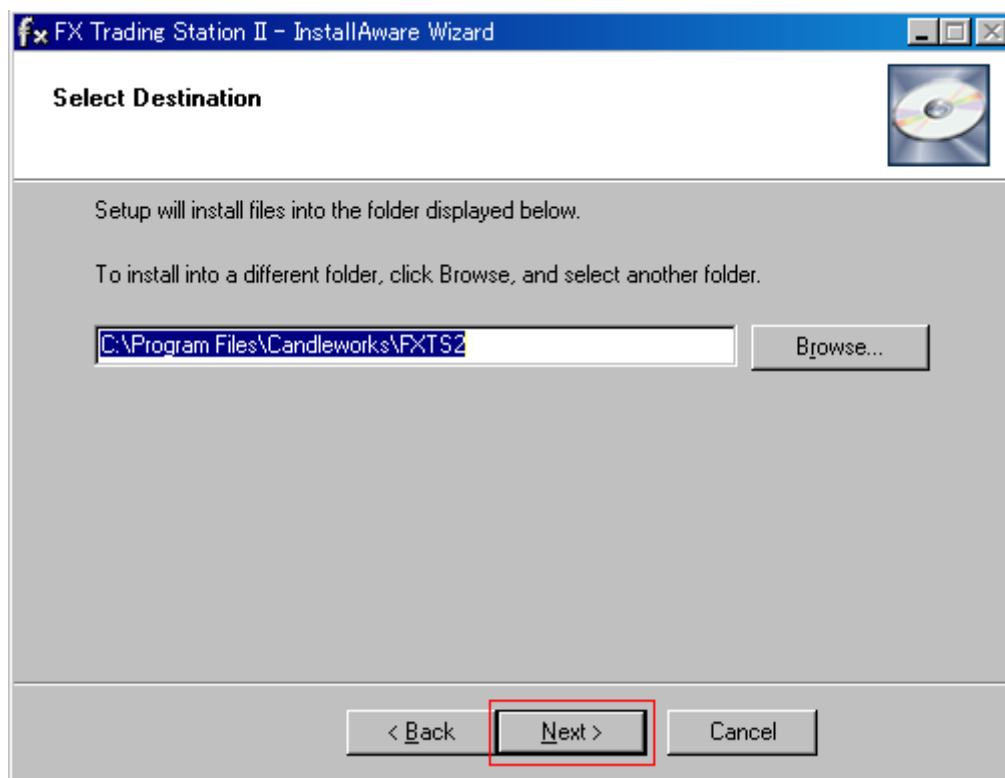 fx FX Trading Station II - InstallAware Wizard
Select Destination
Setup will install files into the folder displayed below.
To install into a different folder, click Browse, and select another folder.
C:\Program Files\Candleworks\FXTS2
Browse...
< Back
Next >
Cancel